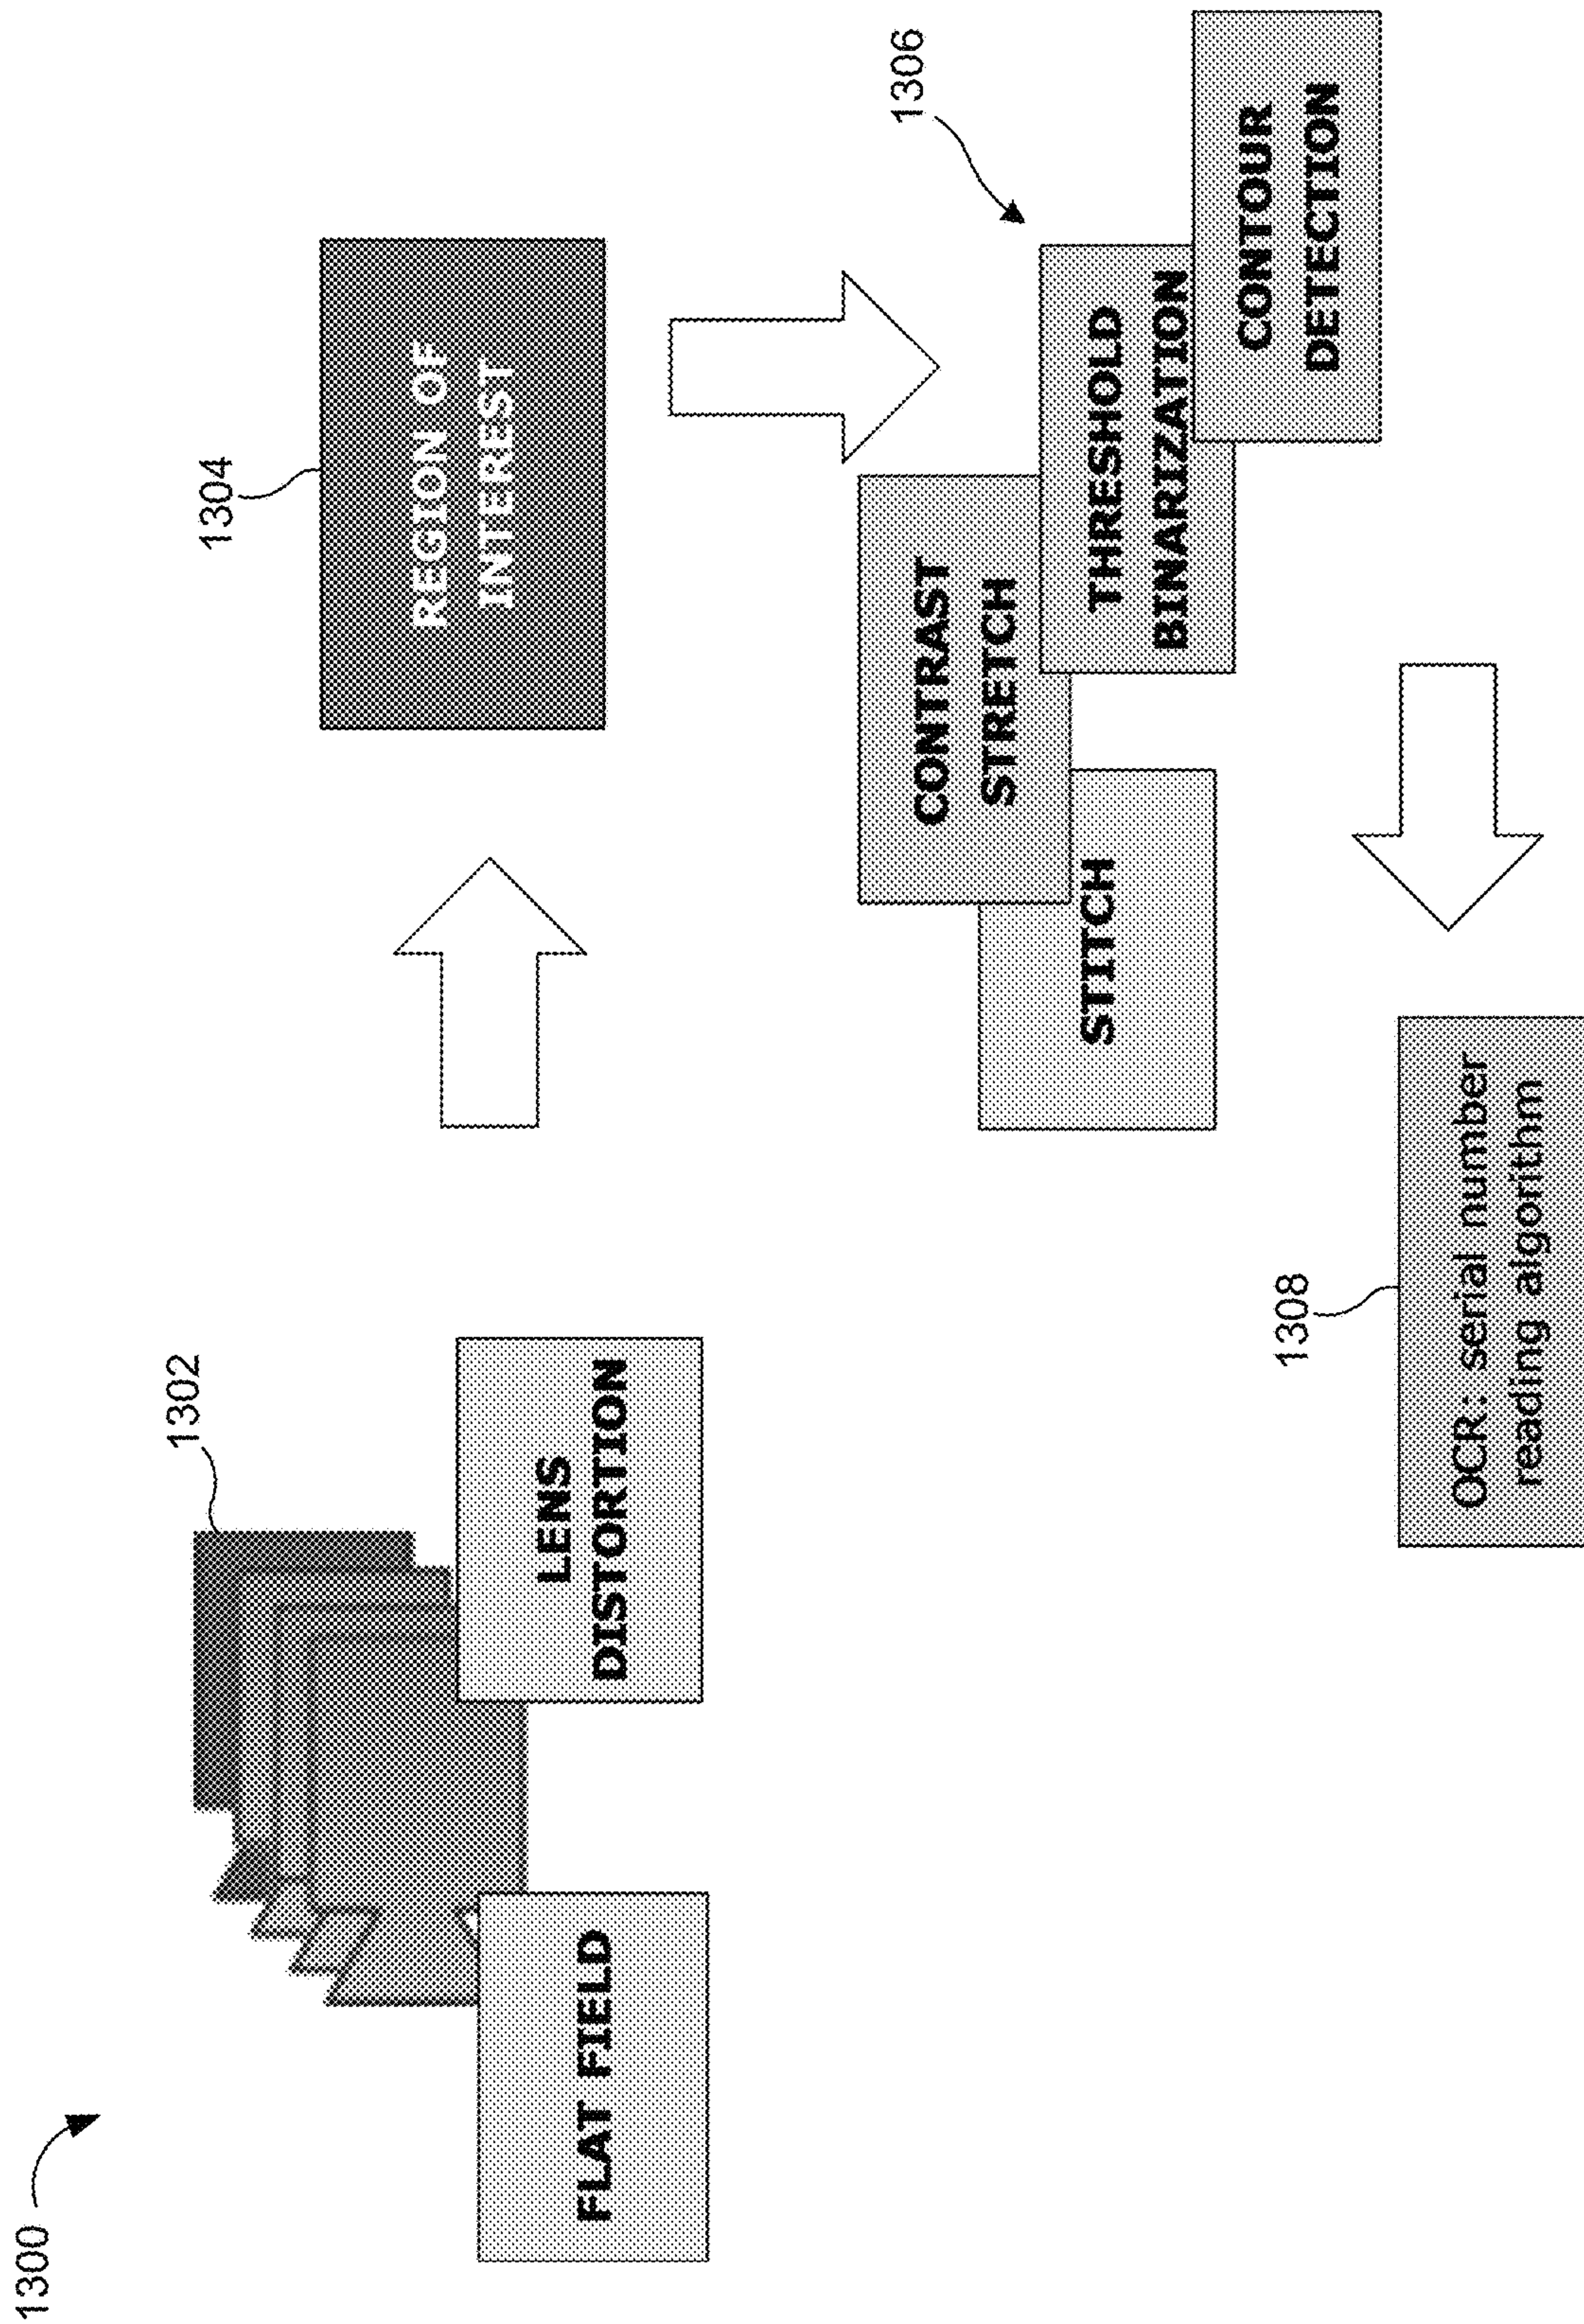 1300
1302
FLAT FIELD
LENS
DISTORTION
1304
REGION OF
INTEREST
1306
STITCH
CONTRAST
STRETCH
THRESHOLD
BINARIZATION
CONTOUR
DETECTION
1308
OCR: serial number
reading algorithm